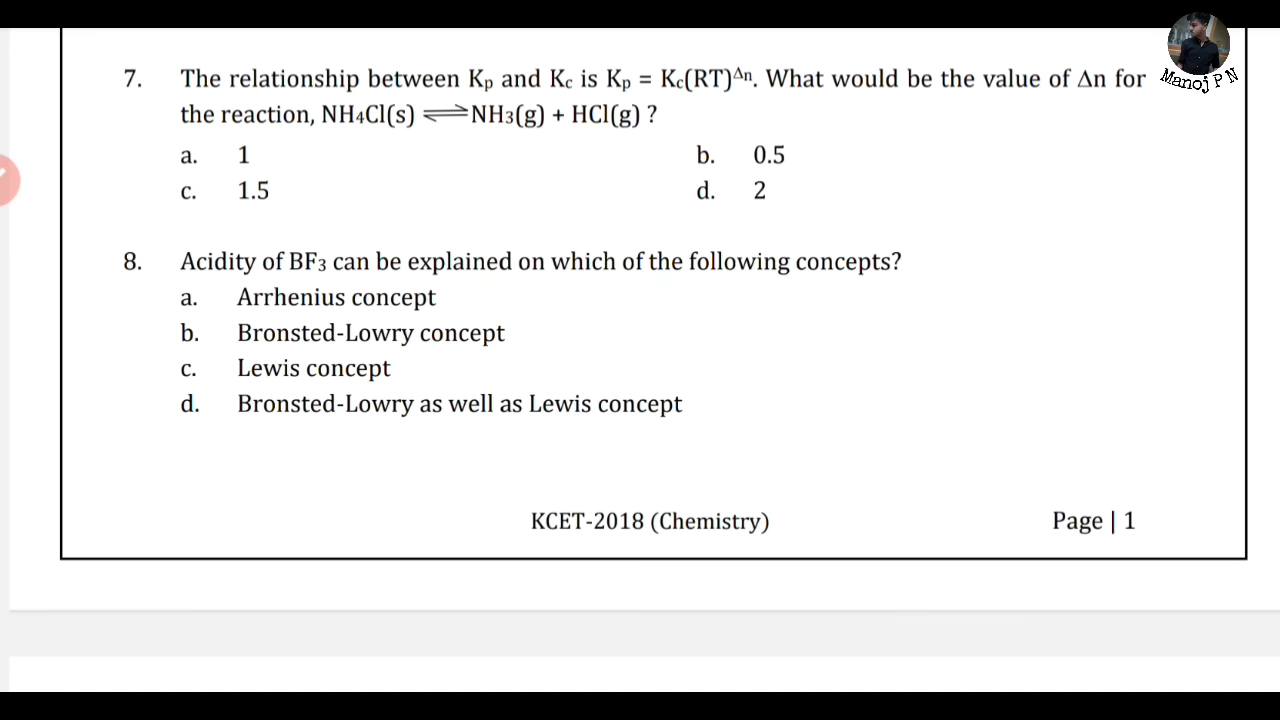 Manoj P N
7. The relationship between Kp and Kc is Kp = Kc(RT)^Δn. What would be the value of Δn for
the reaction, NH₄Cl(s) ⇌ NH₃(g) + HCl(g) ?
a. 1 b. 0.5
c. 1.5 d. 2
8. Acidity of BF₃ can be explained on which of the following concepts?
a. Arrhenius concept
b. Bronsted-Lowry concept
c. Lewis concept
d. Bronsted-Lowry as well as Lewis concept
KCET-2018 (Chemistry) Page | 1